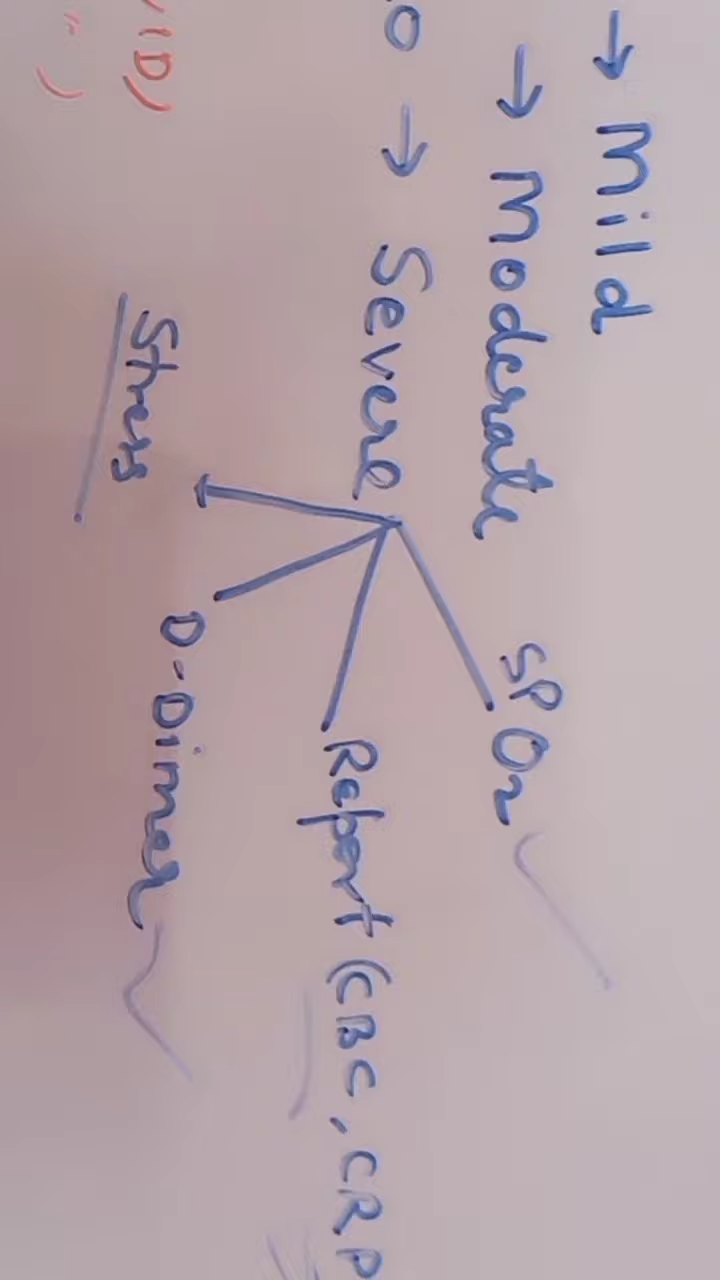 → Mild
→ Moderate
o → Severe
SPO2
Report (CBC, CRP
D-Dimer
Stress